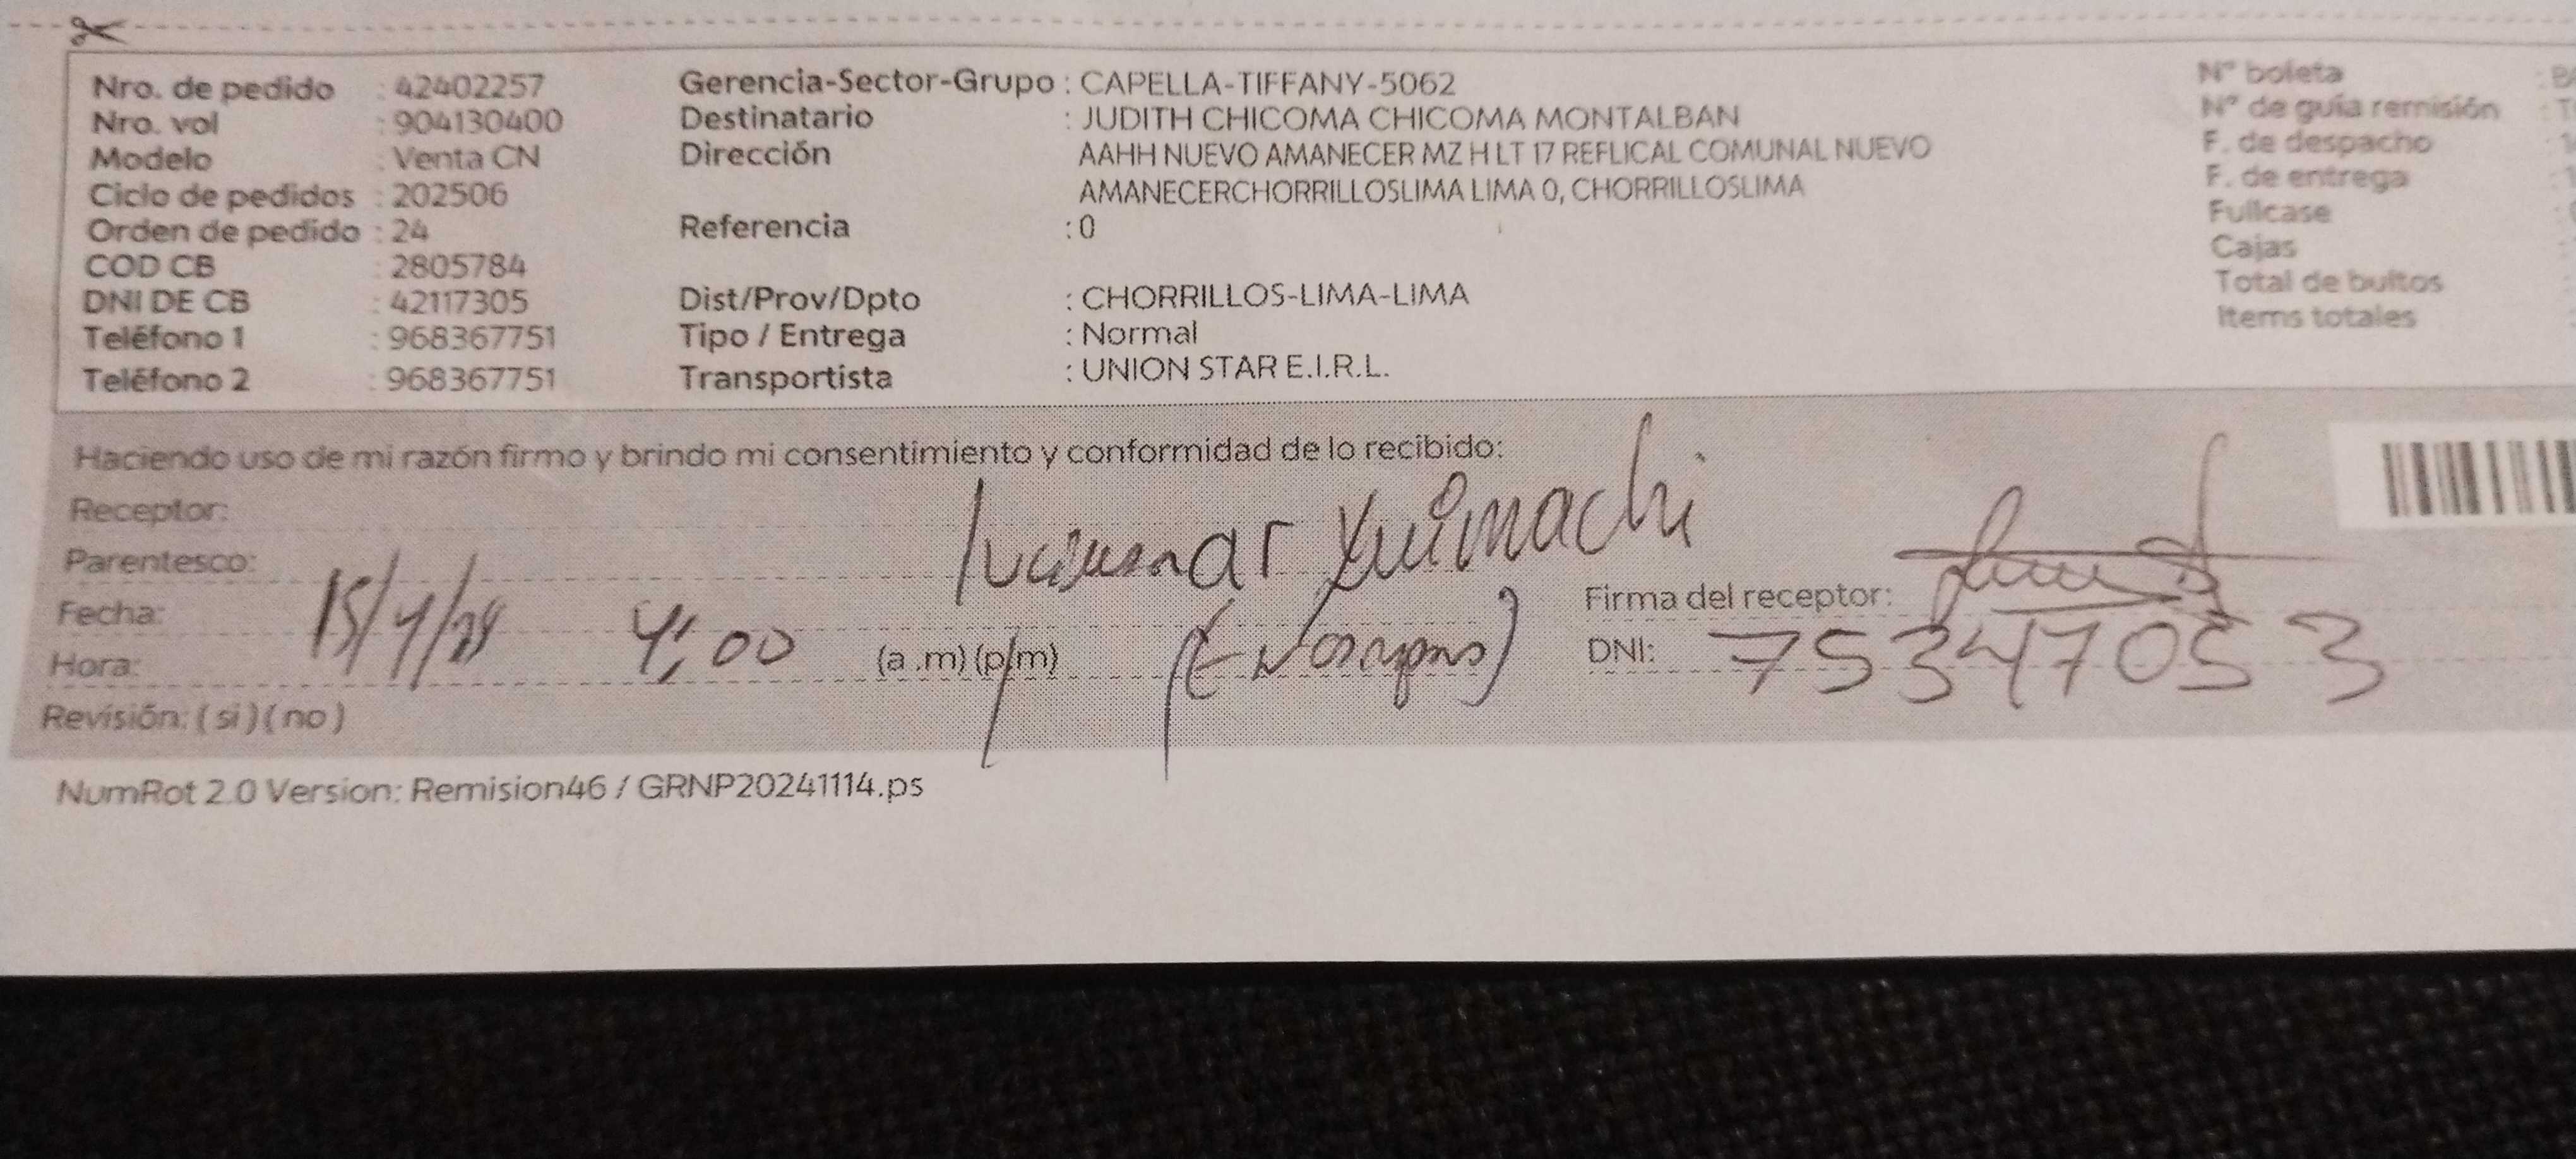 Nro. de pedido : 42402257
Nro. vol : 904130400
Modelo : Venta CN
Ciclo de pedidos : 202506
Orden de pedido : 24
COD CB : 2805784
DNI DE CB : 42117305
Teléfono 1 : 968367751
Teléfono 2 : 968367751
Gerencia-Sector-Grupo : CAPELLA-TIFFANY-5062
Destinatario : JUDITH CHICOMA CHICOMA MONTALBAN
Dirección AAHH NUEVO AMANECER MZ H LT 17 REFLICAL COMUNAL NUEVO
AMANECERCHORRILLOSLIMA LIMA 0, CHORRILLOSLIMA
Referencia : 0
Dist/Prov/Dpto : CHORRILLOS-LIMA-LIMA
Tipo / Entrega : Normal
Transportista : UNION STAR E.I.R.L.
N° boleta
N° de guía remisión
F. de despacho
F. de entrega
Fullcase
Cajas
Total de bultos
Items totales
Haciendo uso de mi razón firmo y brindo mi consentimiento y conformidad de lo recibido:
Receptor:
Parentesco:
Fecha: 15/4/
Hora: 4:00 (a .m) (p.m)
Firma del receptor:
DNI: 75347053
Revisión: ( si ) ( no )
NumRot 2.0 Version: Remision46 / GRNP20241114.ps